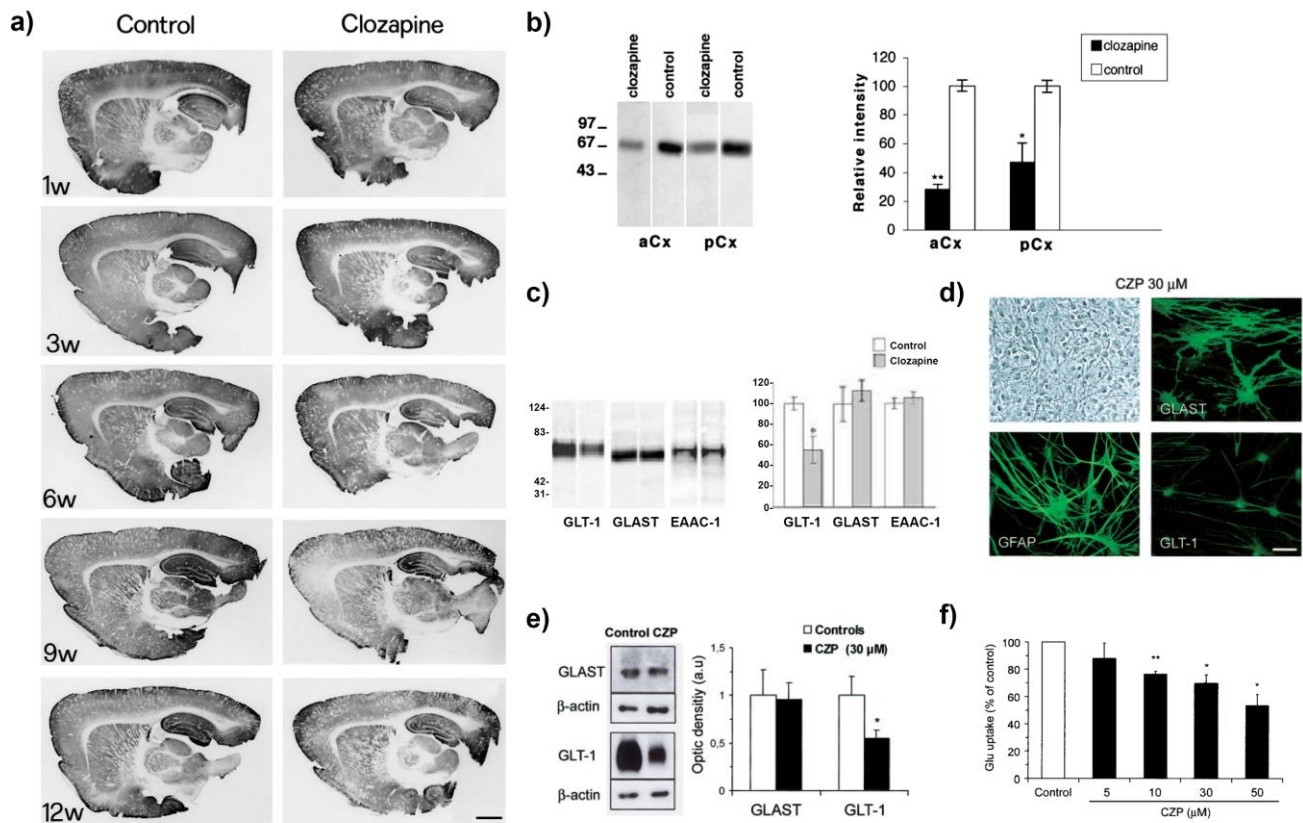 a)
Control
Clozapine
1w
3w
6w
9w
12w
b)
clozapine
control
clozapine
control
97
67
43
aCx
pCx
clozapine
control
Relative intensity
120
100
80
60
40
20
0
**
*
aCx
pCx
c)
124-
83-
42-
31-
GLT-1
GLAST
EAAC-1
Control
Clozapine
120
100
80
60
40
20
0
*
GLT-1
GLAST
EAAC-1
d)
CZP 30 μM
GLAST
GFAP
GLT-1
e)
Control CZP
GLAST
β-actin
GLT-1
β-actin
Controls
CZP (30 μM)
Optic densitiy (a.u)
1,5
1
0,5
0
*
GLAST
GLT-1
f)
Glu uptake (% of control)
100
80
60
40
20
0
**
*
*
Control
5
10
30
50
CZP (μM)